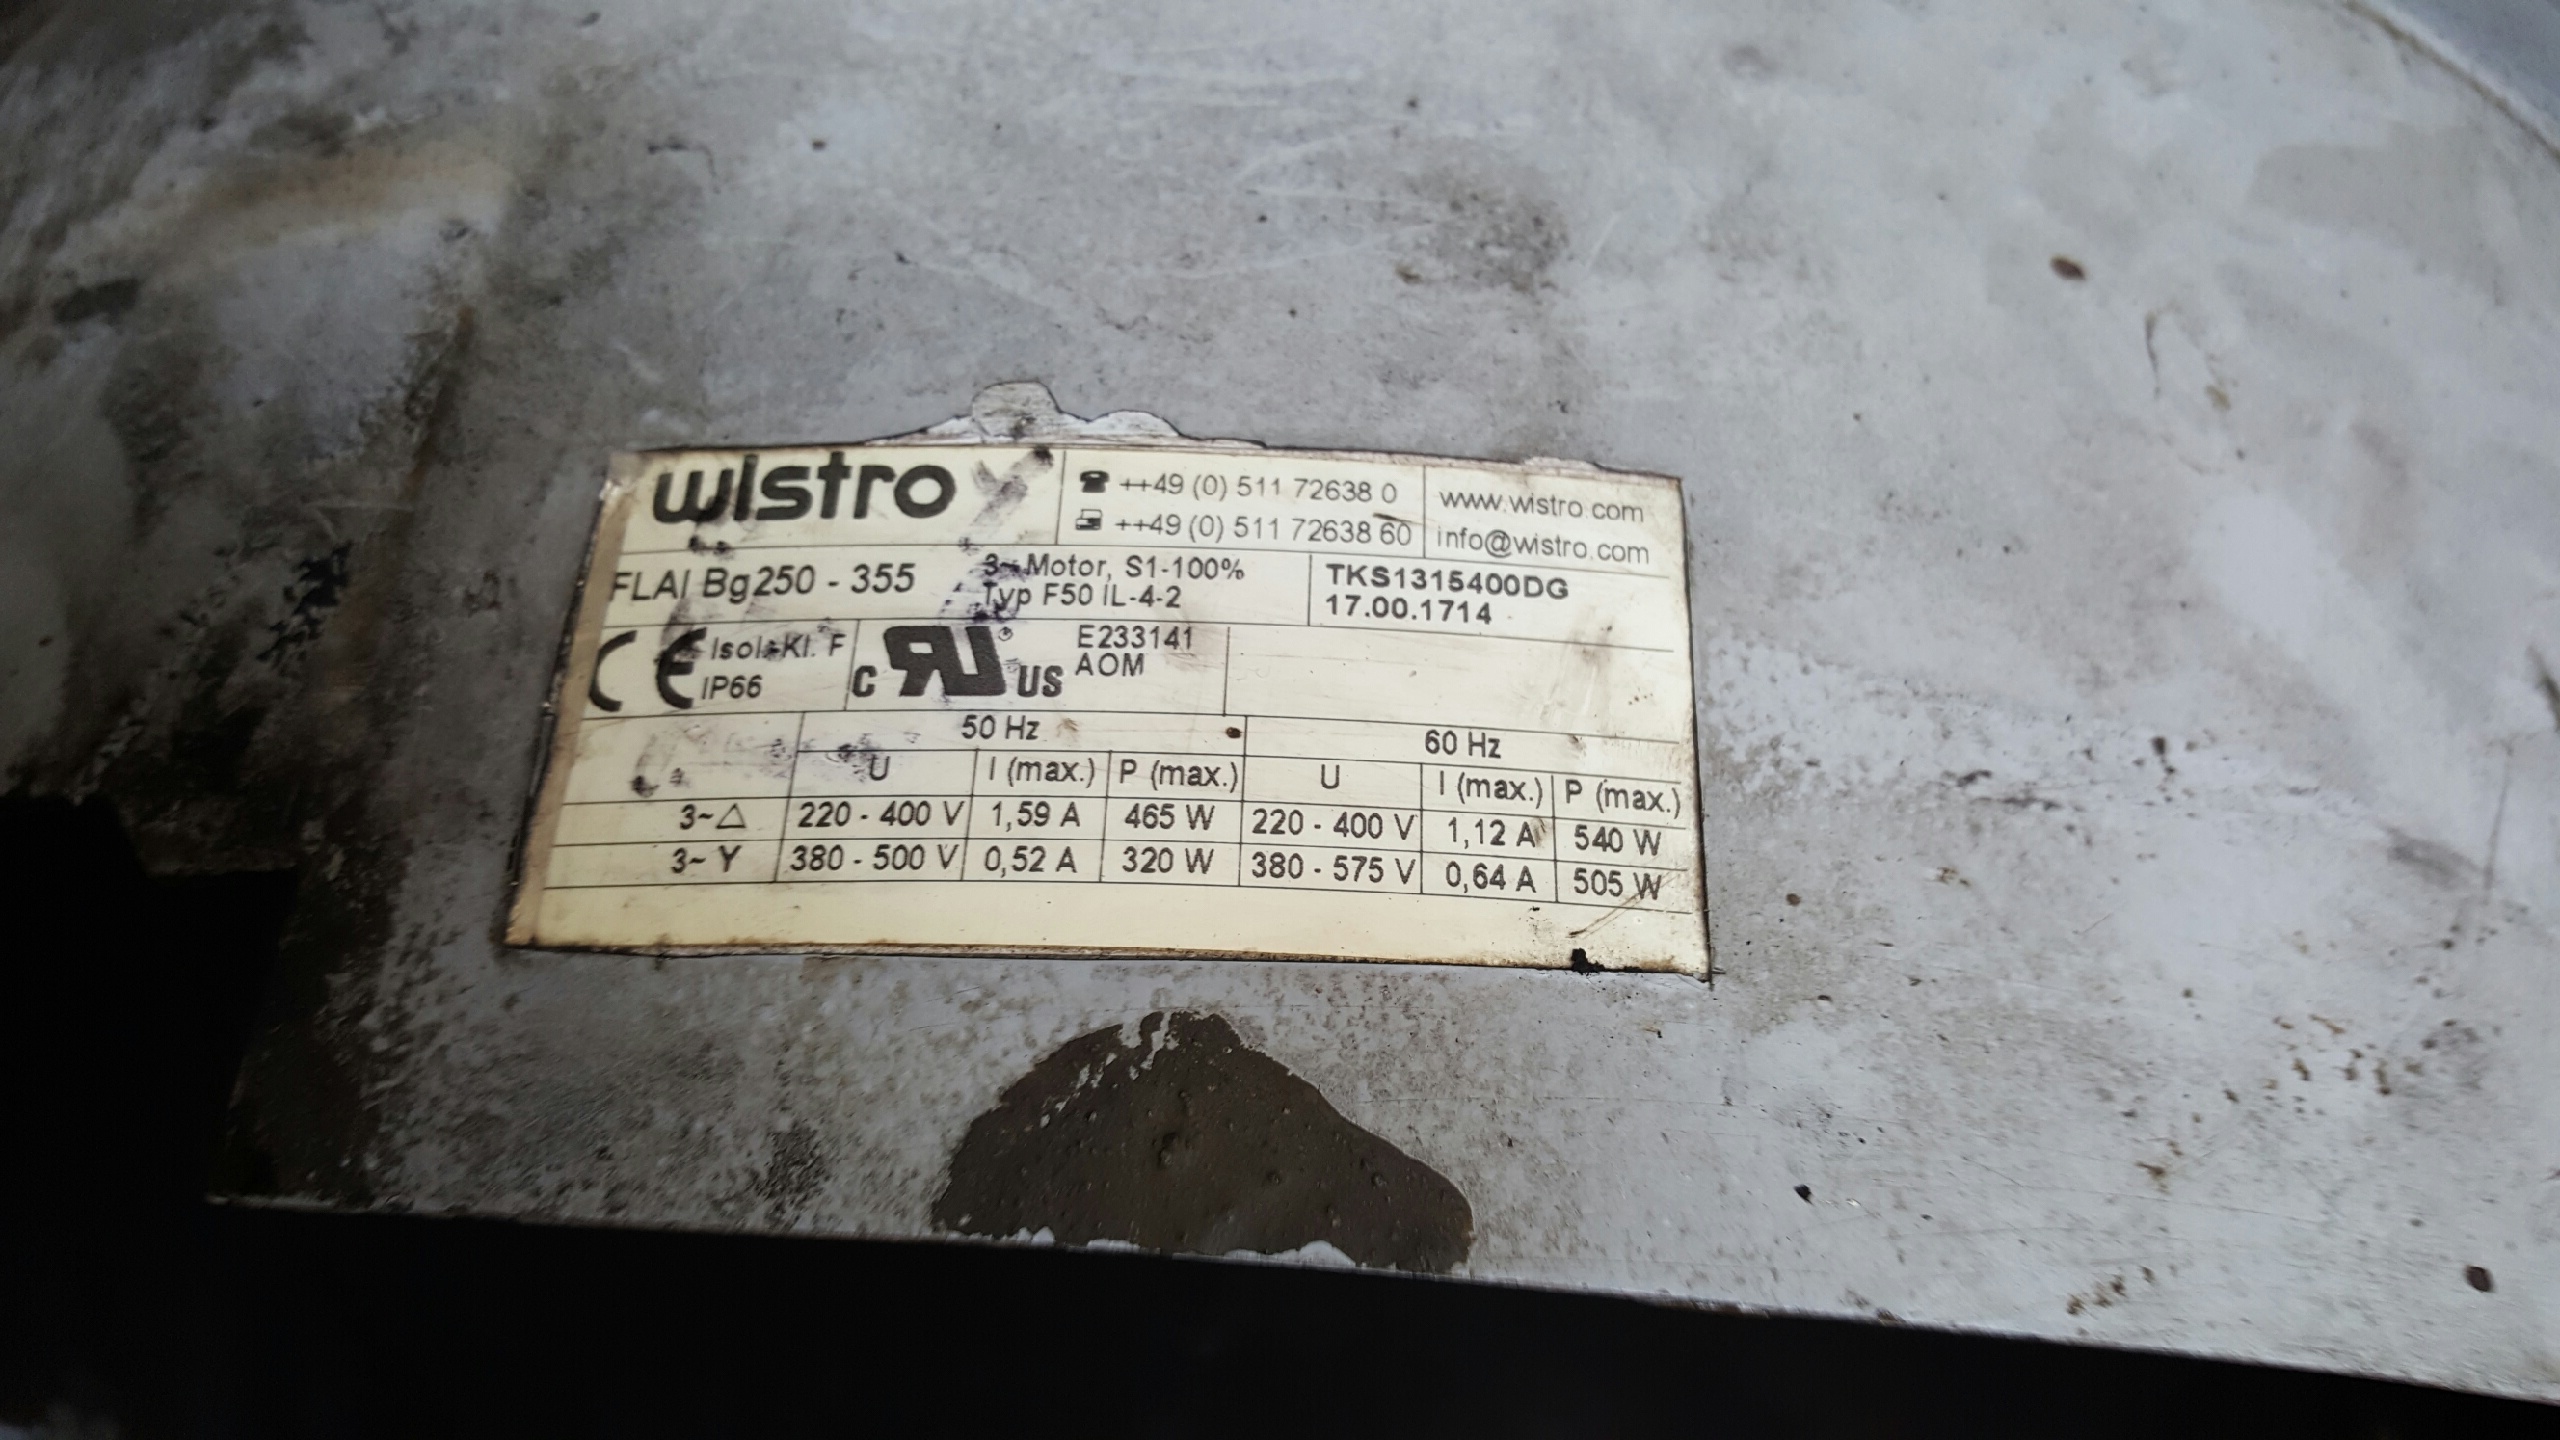 wistro
++49 (0) 511 72638 0
++49 (0) 511 72638 60
www.wistro.com
info@wistro.com
FLAI Bg250 - 355
3~ Motor, S1-100%
Typ F50 IL-4-2
TKS1315400DG
17.00.1714
CE Isol.-Kl. F
IP66
C RU ® US
E233141
AOM
50 Hz 60 Hz
U I (max.) P (max.) U I (max.) P (max.)
3~△ 220 - 400 V 1,59 A 465 W 220 - 400 V 1,12 A 540 W
3~ Y 380 - 500 V 0,52 A 320 W 380 - 575 V 0,64 A 505 W